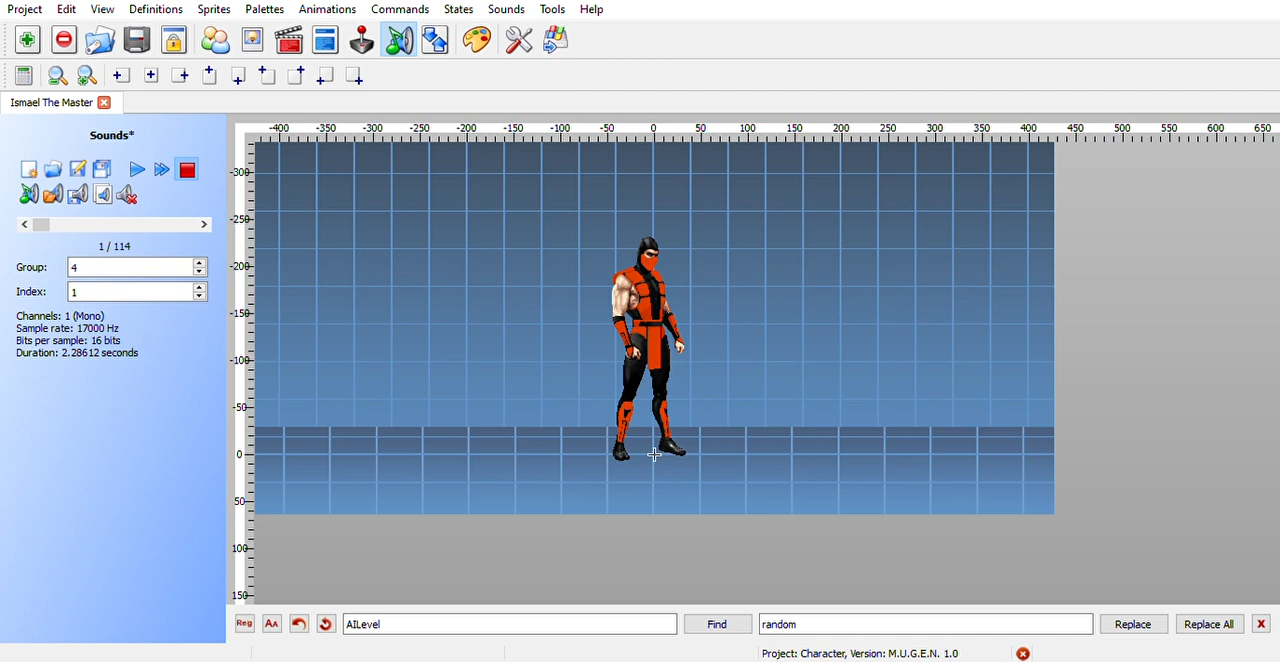 Project Edit View Definitions Sprites Palettes Animations Commands States Sounds Tools Help
Ismael The Master
Sounds*
1 / 114
Group: 4
Index: 1
Channels: 1 (Mono)
Sample rate: 17000 Hz
Bits per sample: 16 bits
Duration: 2.28612 seconds
-400 -350 -300 -250 -200 -150 -100 -50 0 50 100 150 200 250 300 350 400 450 500 550 600 650
-300
-250
-200
-150
-100
-50
0
50
100
150
Reg AA AILevel Find random Replace Replace All X
Project: Character, Version: M.U.G.E.N. 1.0